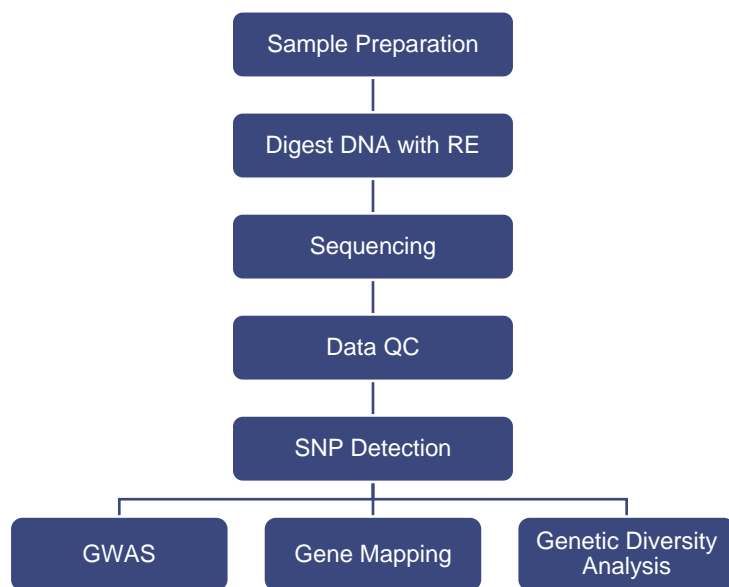 Sample Preparation
Digest DNA with RE
Sequencing
Data QC
SNP Detection
GWAS
Gene Mapping
Genetic Diversity
Analysis